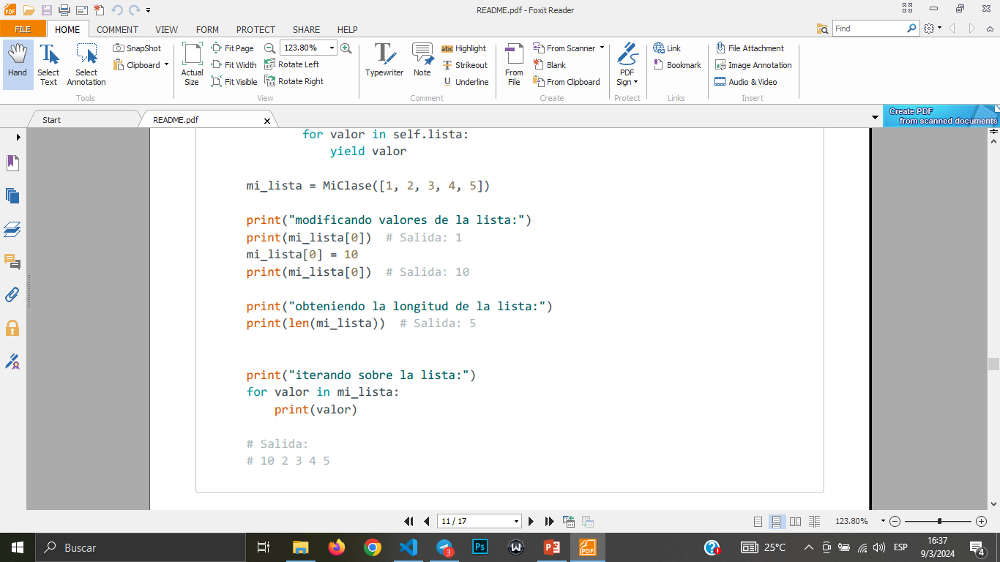 README.pdf - Foxit Reader
FILE HOME COMMENT VIEW FORM PROTECT SHARE HELP
Find
Hand
Select Text
Select Annotation
SnapShot
Clipboard
Tools
Actual Size
Fit Page
Fit Width
Fit Visible
123.80%
Rotate Left
Rotate Right
View
Typewriter
Note
abc Highlight
T Strikeout
U Underline
Comment
From File
From Scanner
Blank
From Clipboard
Create
PDF Sign
Protect
Link
Bookmark
Links
File Attachment
Image Annotation
Audio & Video
Insert
Start
README.pdf
Create PDF
from scanned documents
for valor in self.lista:
yield valor
mi_lista = MiClase([1, 2, 3, 4, 5])
print("modificando valores de la lista:")
print(mi_lista[0])  # Salida: 1
mi_lista[0] = 10
print(mi_lista[0])  # Salida: 10
print("obteniendo la longitud de la lista:")
print(len(mi_lista))  # Salida: 5
print("iterando sobre la lista:")
for valor in mi_lista:
print(valor)
# Salida:
# 10 2 3 4 5
11 / 17
123.80%
Buscar
3
Ps
W
PDF
25°C
ESP
16:37
9/3/2024
4